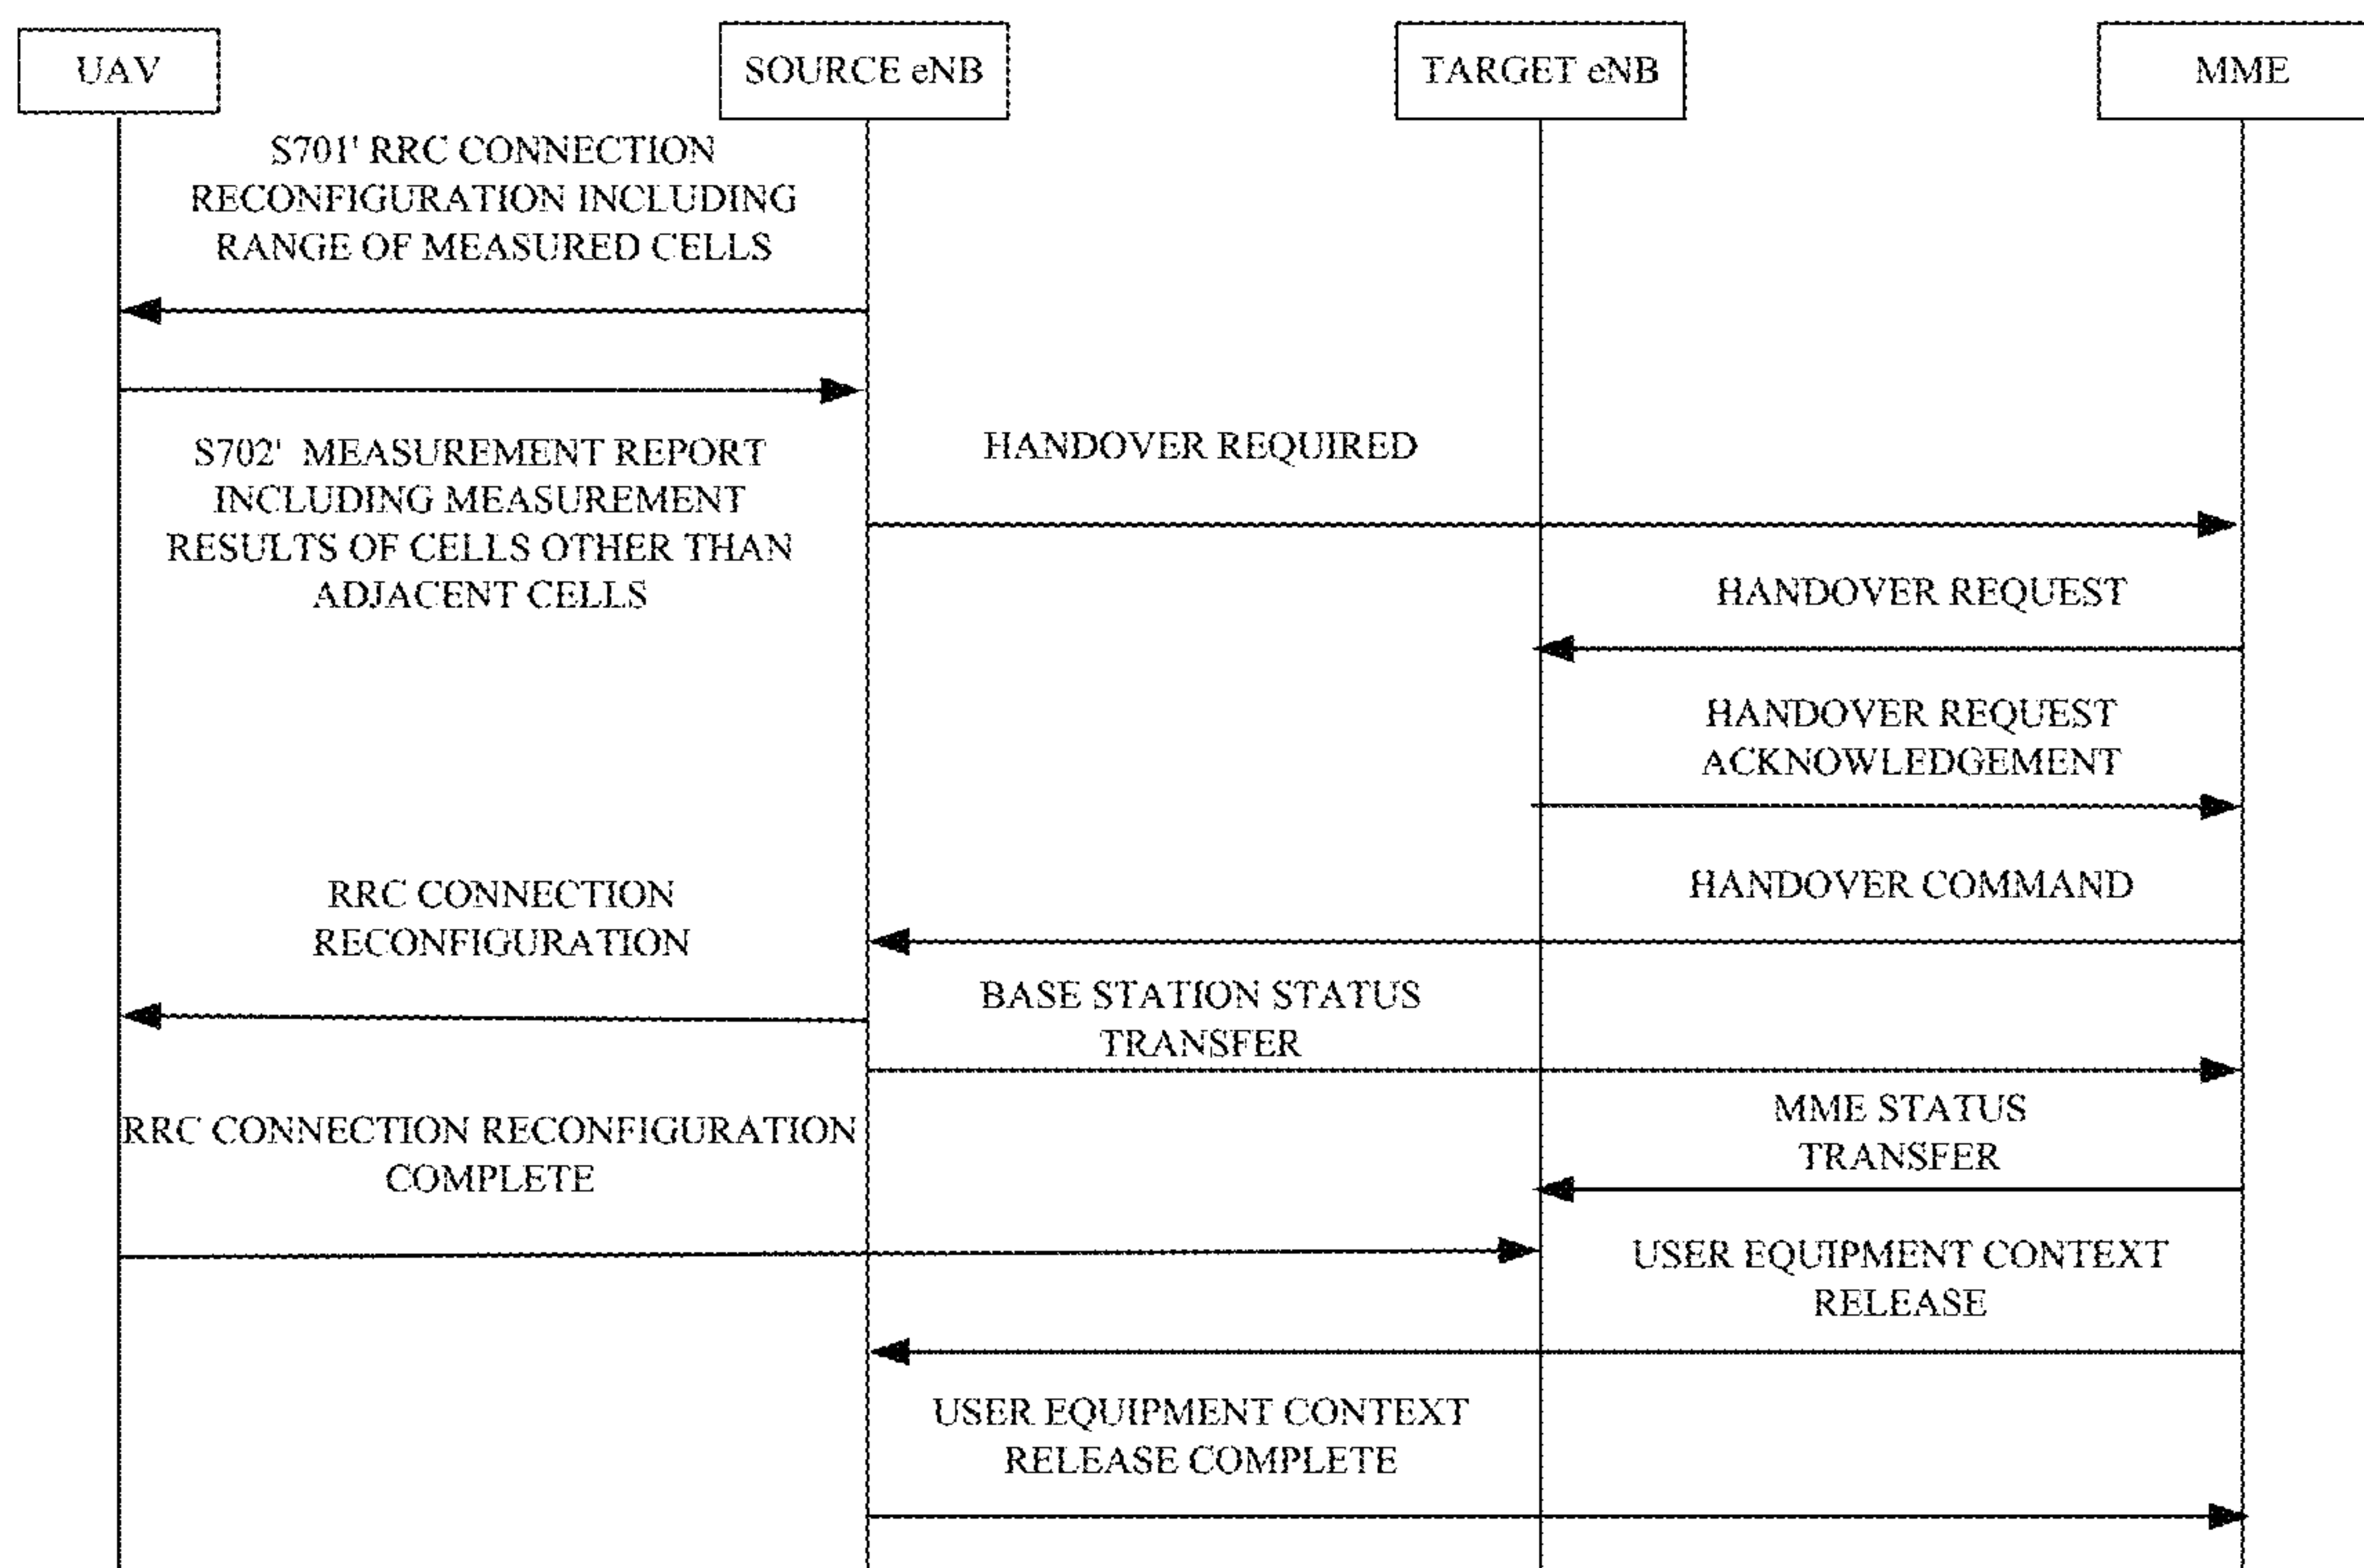 UAV
SOURCE eNB
TARGET eNB
MME
S701' RRC CONNECTION
RECONFIGURATION INCLUDING
RANGE OF MEASURED CELLS
S702' MEASUREMENT REPORT
INCLUDING MEASUREMENT
RESULTS OF CELLS OTHER THAN
ADJACENT CELLS
HANDOVER REQUIRED
HANDOVER REQUEST
HANDOVER REQUEST
ACKNOWLEDGEMENT
HANDOVER COMMAND
RRC CONNECTION
RECONFIGURATION
BASE STATION STATUS
TRANSFER
MME STATUS
TRANSFER
RRC CONNECTION RECONFIGURATION
COMPLETE
USER EQUIPMENT CONTEXT
RELEASE
USER EQUIPMENT CONTEXT
RELEASE COMPLETE